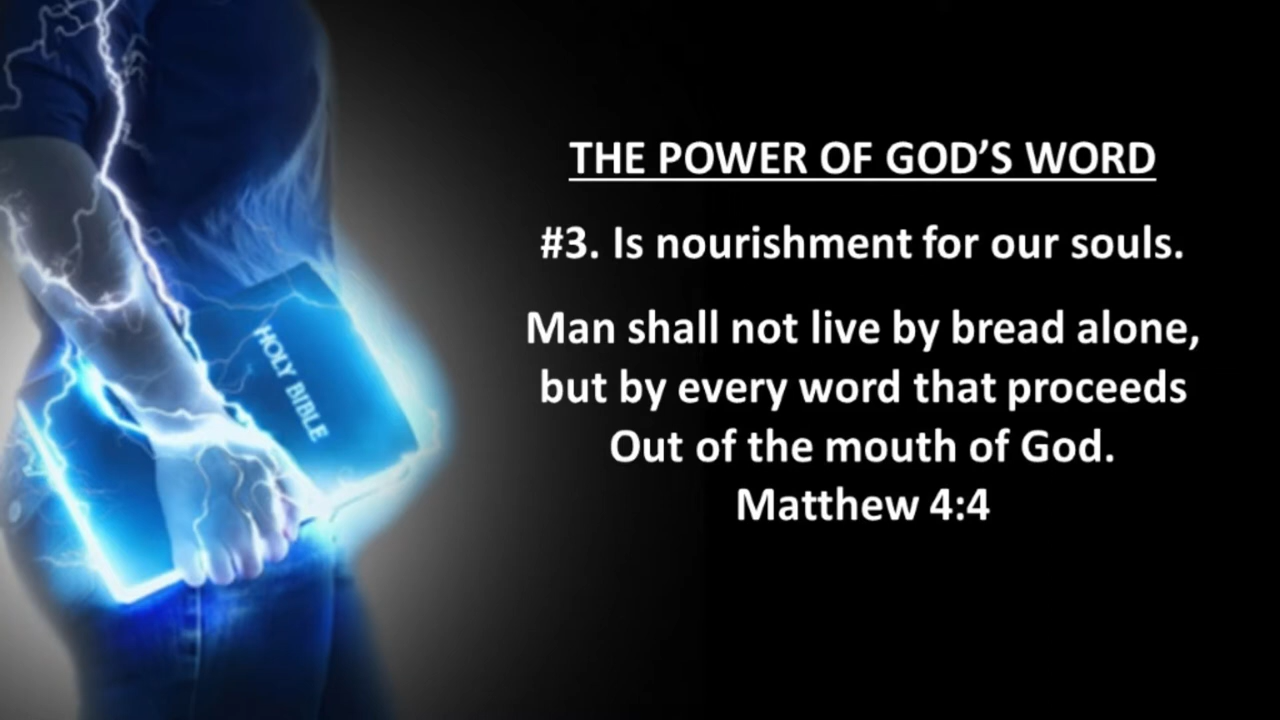 HOLY BIBLE
THE POWER OF GOD’S WORD
#3. Is nourishment for our souls.
Man shall not live by bread alone,
but by every word that proceeds
Out of the mouth of God.
Matthew 4:4